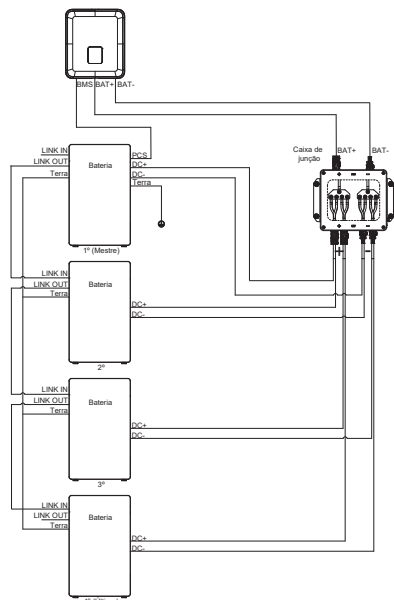 BMS BAT+ BAT-
LINK IN
LINK OUT
Terra
Bateria
PCS
DC+
DC-
Terra
1º (Mestre)
Caixa de
junção
BAT+
BAT-
+
-
LINK IN
LINK OUT
Terra
Bateria
DC+
DC-
2º
LINK IN
LINK OUT
Terra
Bateria
DC+
DC-
3º
LINK IN
LINK OUT
Terra
Bateria
DC+
DC-